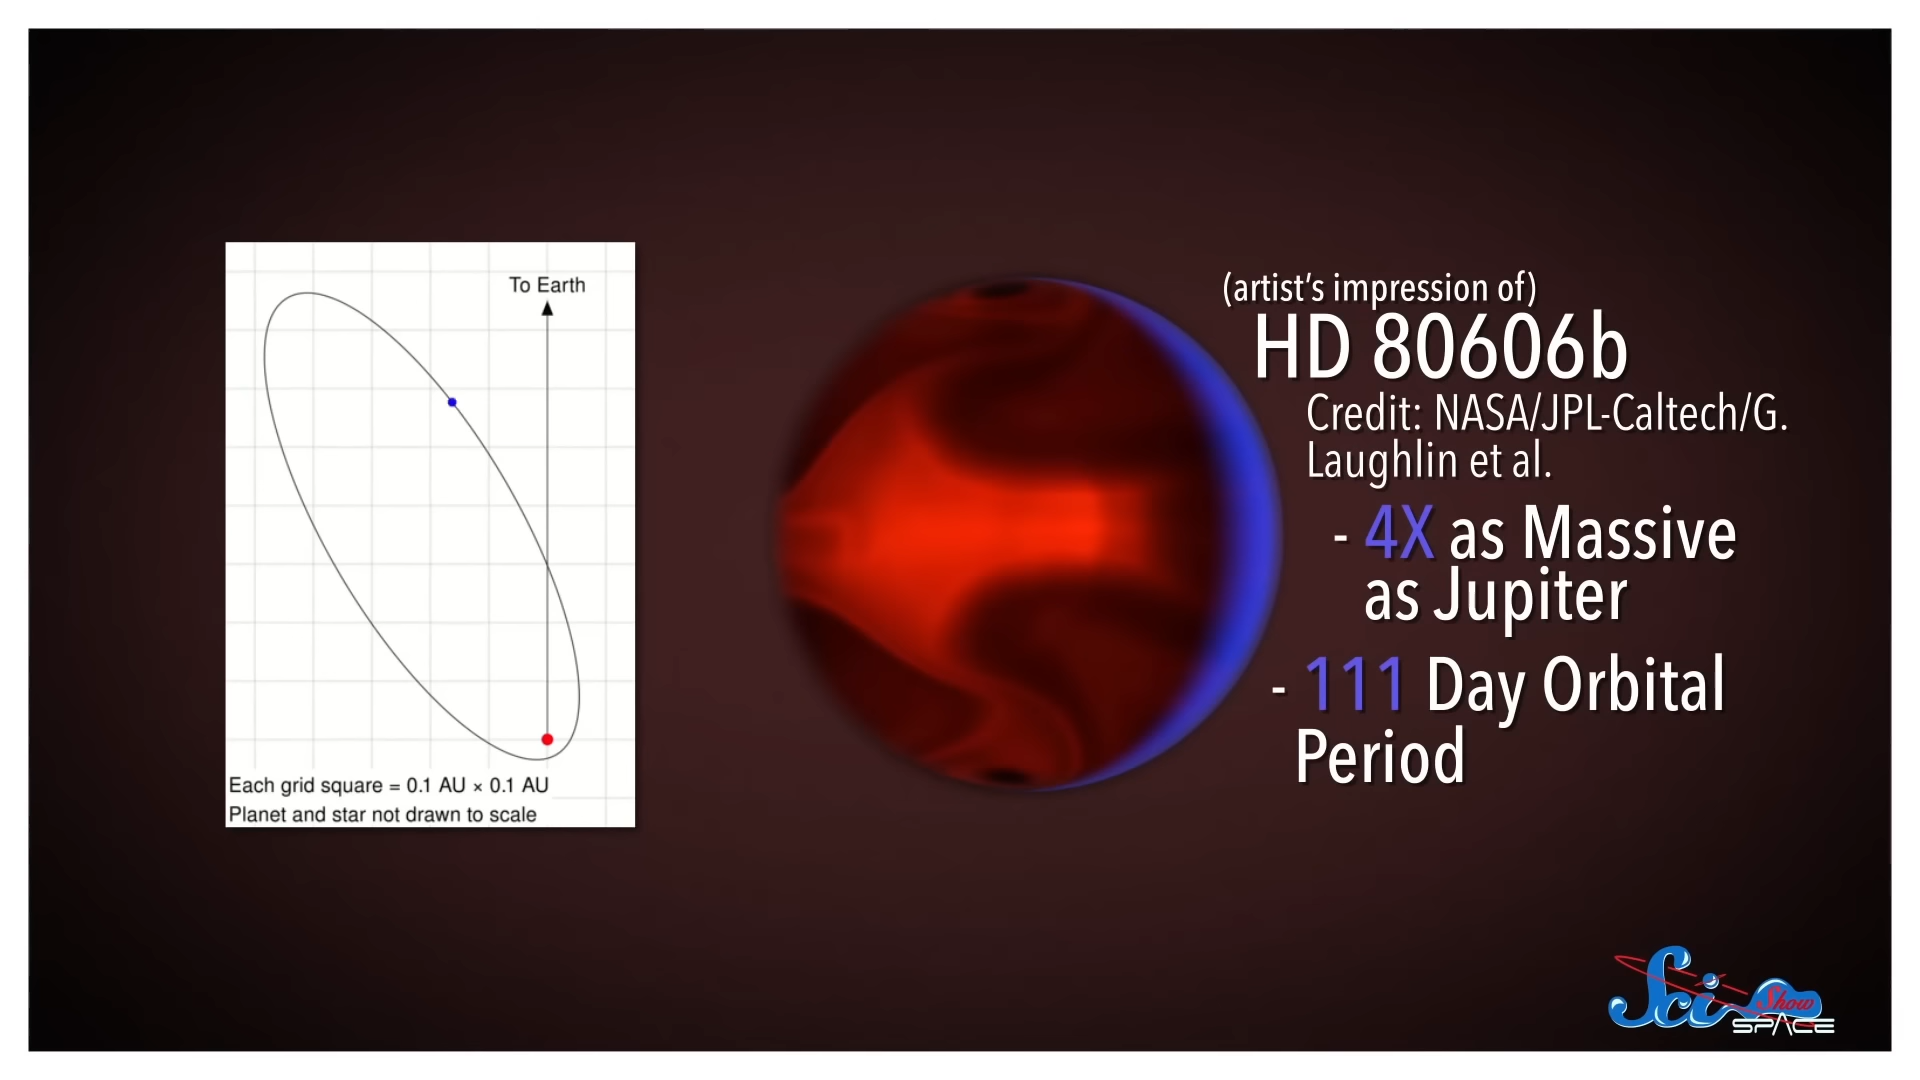 To Earth
Each grid square = 0.1 AU × 0.1 AU
Planet and star not drawn to scale
(artist's impression of)
HD 80606b
Credit: NASA/JPL-Caltech/G.
Laughlin et al.
- 4X as Massive
as Jupiter
- 111 Day Orbital
Period
Sci Show
SPACE